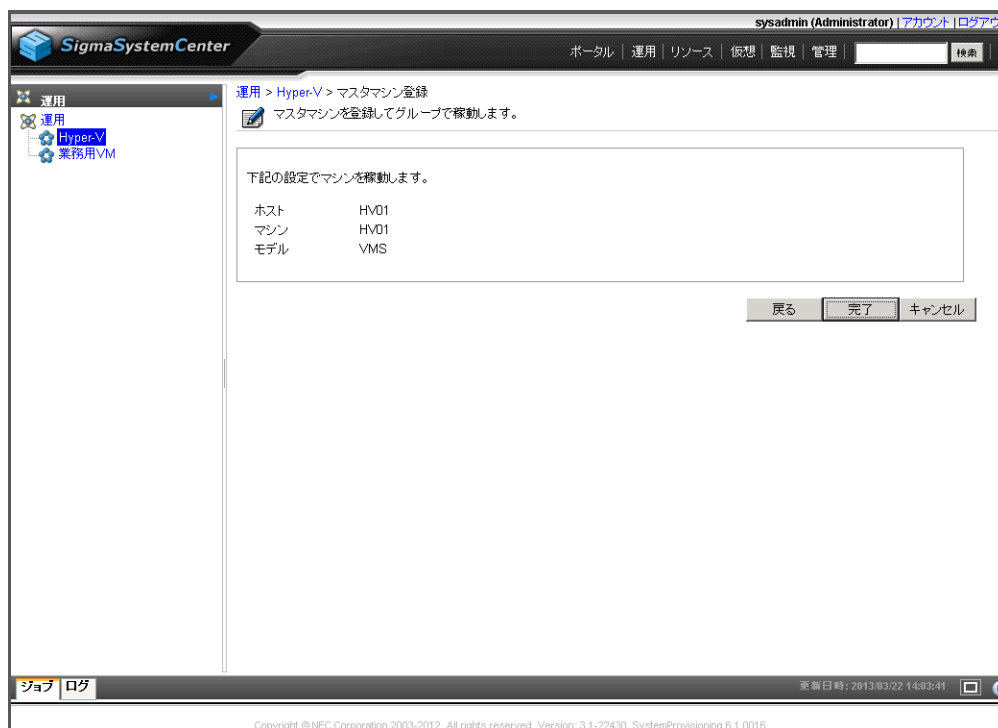 sysadmin (Administrator) | アカウント | ログアウ
SigmaSystemCenter
ポータル | 運用 | リソース | 仮想 | 監視 | 管理 | 検索
運用
運用
Hyper-V
業務用VM
運用 > Hyper-V > マスタマシン登録
マスタマシンを登録してグループで稼動します。
下記の設定でマシンを稼動します。
ホスト HV01
マシン HV01
モデル VMS
戻る 完了 キャンセル
ジョブ ログ
更新日時 : 2013/03/22 14:03:41
Copyright © NEC Corporation 2003-2012. All rights reserved. Version: 3.1-22430, SystemProvisioning 6.1.0016